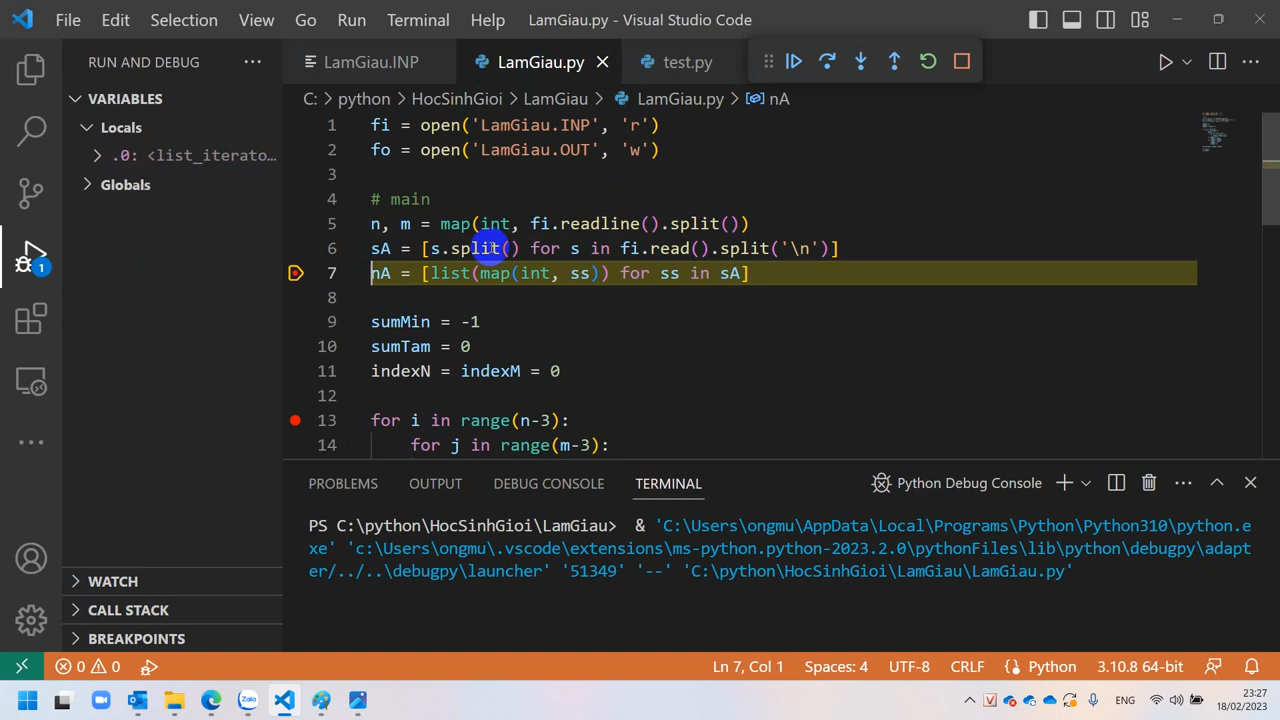 File Edit Selection View Go Run Terminal Help LamGiau.py - Visual Studio Code
RUN AND DEBUG ···
LamGiau.INP LamGiau.py test.py
VARIABLES
Locals
.0: <list_iterato...
Globals
C: > python > HocSinhGioi > LamGiau > LamGiau.py > nA
1 fi = open('LamGiau.INP', 'r')
2 fo = open('LamGiau.OUT', 'w')
3
4 # main
5 n, m = map(int, fi.readline().split())
6 sA = [s.split() for s in fi.read().split('\n')]
7 nA = [list(map(int, ss)) for ss in sA]
8
9 sumMin = -1
10 sumTam = 0
11 indexN = indexM = 0
12
13 for i in range(n-3):
14 for j in range(m-3):
1
PROBLEMS OUTPUT DEBUG CONSOLE TERMINAL Python Debug Console
PS C:\python\HocSinhGioi\LamGiau> & 'C:\Users\ongmu\AppData\Local\Programs\Python\Python310\python.e
xe' 'c:\Users\ongmu\.vscode\extensions\ms-python.python-2023.2.0\pythonFiles\lib\python\debugpy\adapt
er/../..\debugpy\launcher' '51349' '--' 'C:\python\HocSinhGioi\LamGiau\LamGiau.py'
WATCH
CALL STACK
BREAKPOINTS
0 0 Ln 7, Col 1 Spaces: 4 UTF-8 CRLF Python 3.10.8 64-bit
Zalo ENG 23:27
18/02/2023